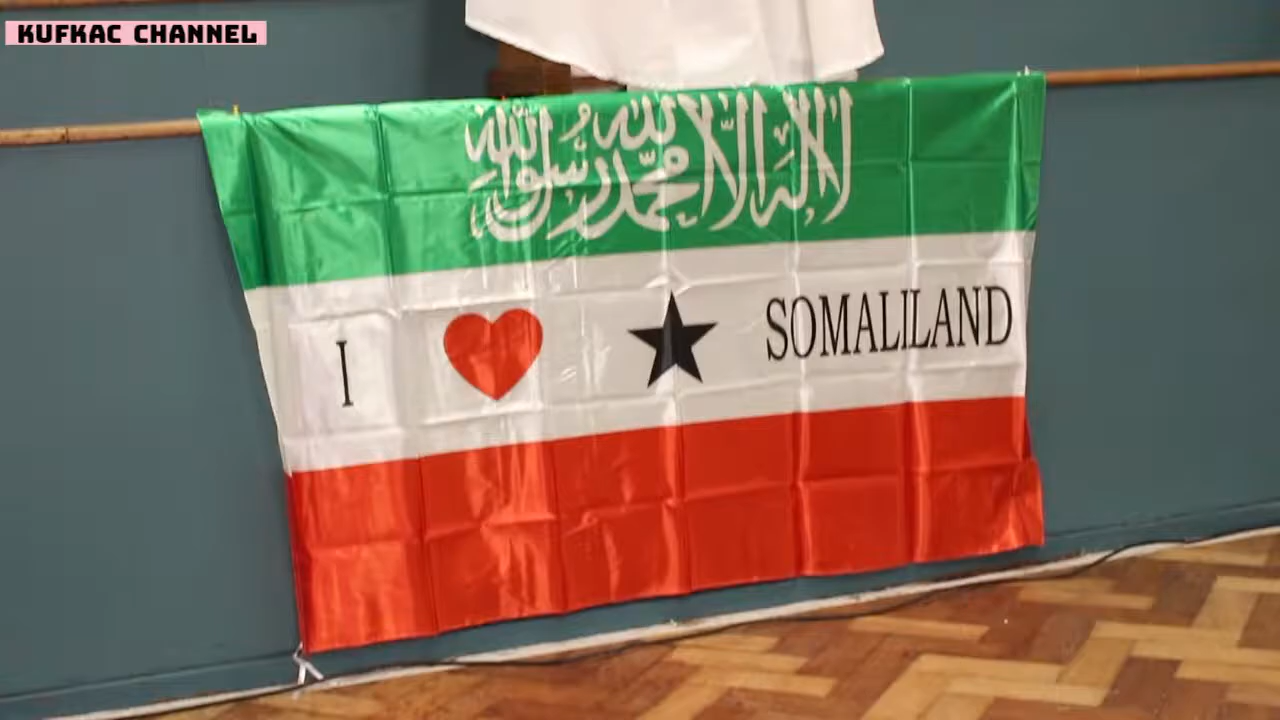 KUFKAC CHANNEL
لا إله إلا الله محمد رسول الله
I SOMALILAND